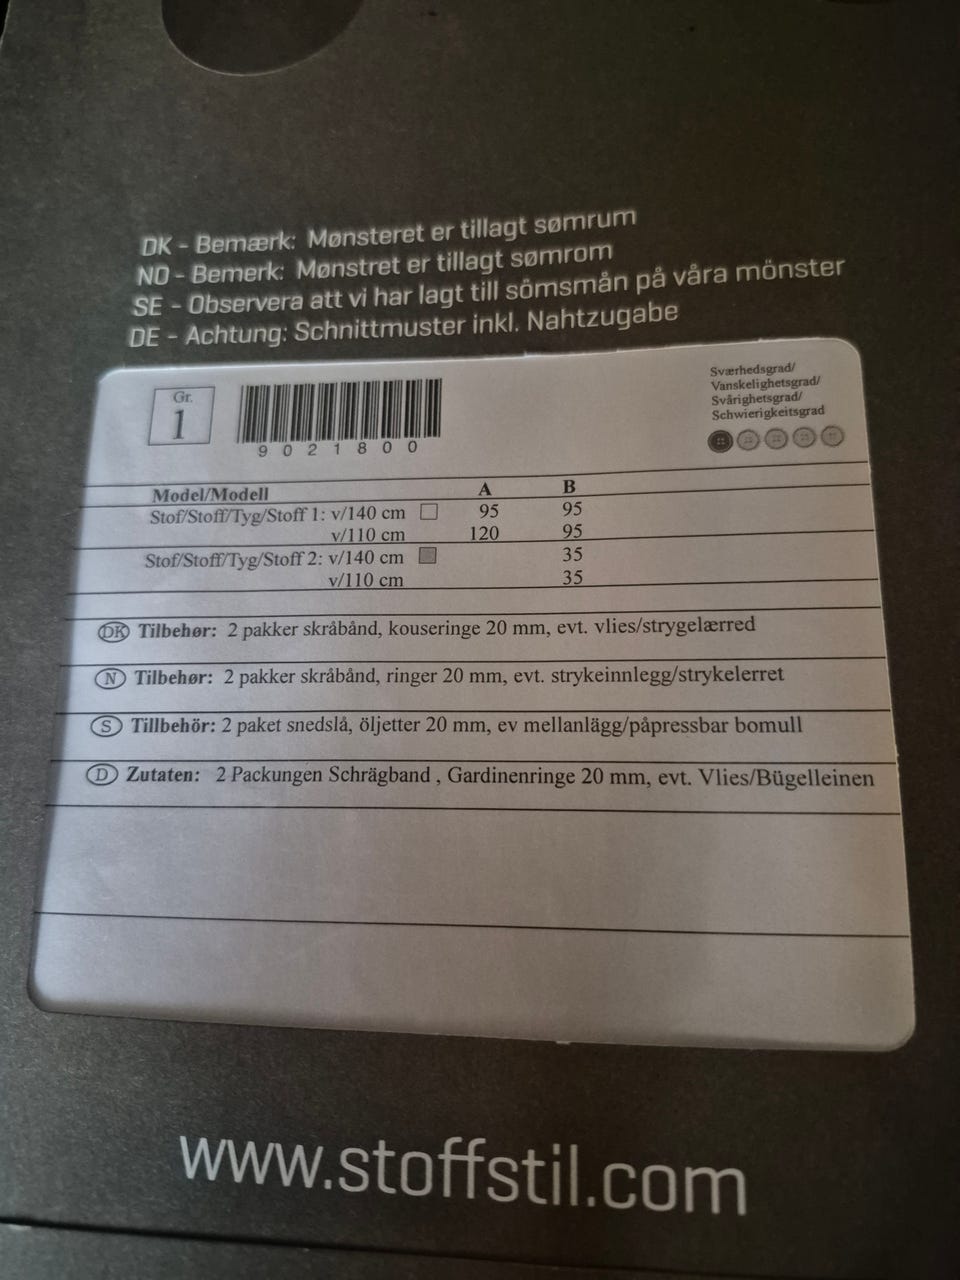 DK - Bemærk: Mønsteret er tillagt sømrum
NO - Bemerk: Mønstret er tillagt sømrom
SE - Observera att vi har lagt till sömsmån på våra mönster
DE - Achtung: Schnittmuster inkl. Nahtzugabe
Gr.
1
9021800
Sværhedsgrad/
Vanskelighetsgrad/
Svårighetsgrad/
Schwierigkeitsgrad
Model/Modell A B
Stof/Stoff/Tyg/Stoff 1: v/140 cm 95 95
v/110 cm 120 95
Stof/Stoff/Tyg/Stoff 2: v/140 cm 35
v/110 cm 35
DK Tilbehør: 2 pakker skråbånd, kouseringe 20 mm, evt. vlies/strygelærred
N Tilbehør: 2 pakker skråbånd, ringer 20 mm, evt. strykeinnlegg/strykelerret
S Tillbehör: 2 paket snedslå, öljetter 20 mm, ev mellanlägg/påpressbar bomull
D Zutaten: 2 Packungen Schrägband , Gardinenringe 20 mm, evt. Vlies/Bügelleinen
www.stoffstil.com